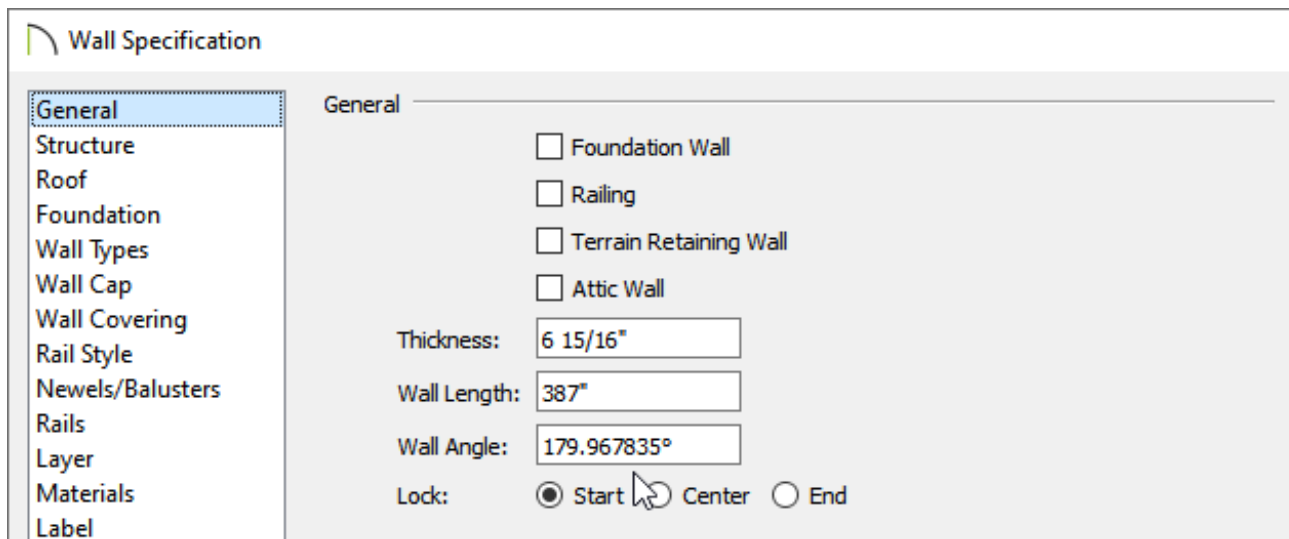 Wall Specification
General
Structure
Roof
Foundation
Wall Types
Wall Cap
Wall Covering
Rail Style
Newels/Balusters
Rails
Layer
Materials
Label
General
Foundation Wall
Railing
Terrain Retaining Wall
Attic Wall
Thickness: 6 15/16"
Wall Length: 387"
Wall Angle: 179.967835°
Lock: Start Center End